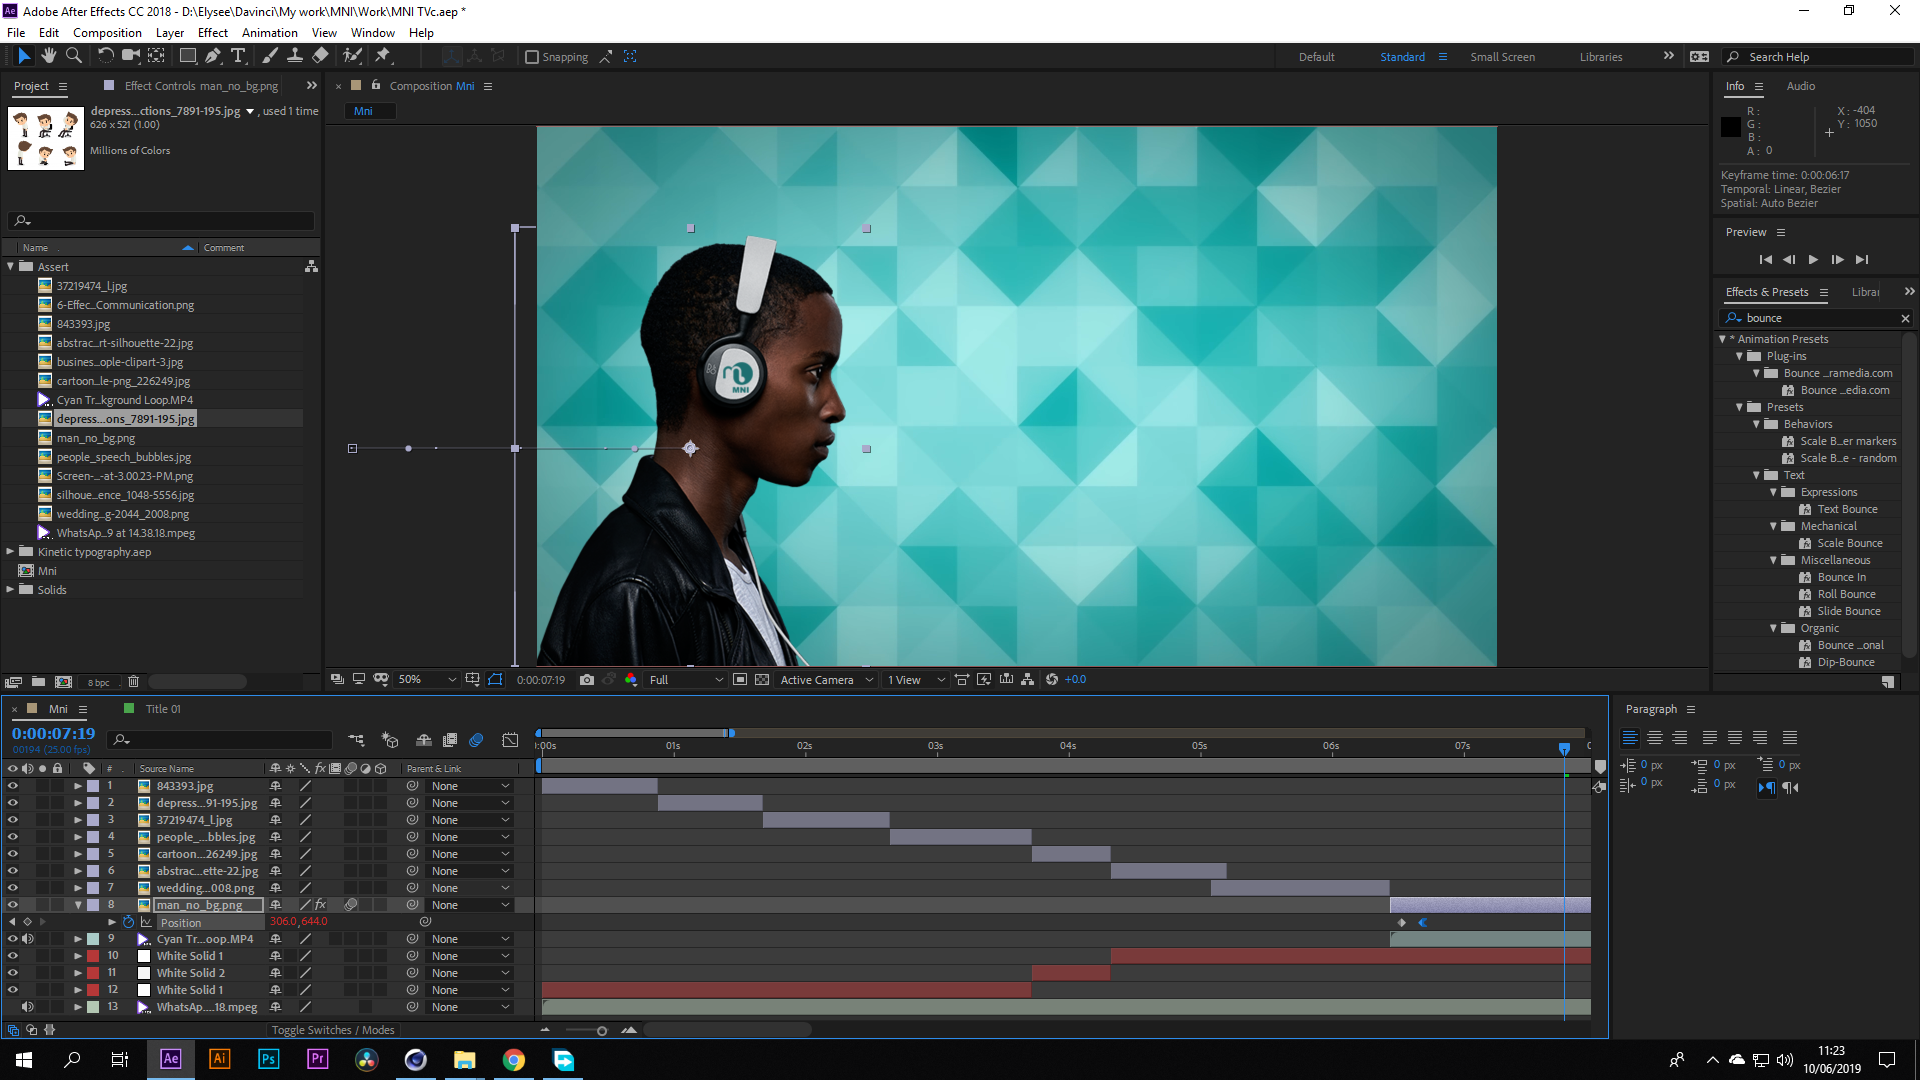 Adobe After Effects CC 2018 - D:\Elysee\Davinci\My work\MNI\Work\MNI TVc.aep *
File Edit Composition Layer Effect Animation View Window Help
Snapping
Default Standard Small Screen Libraries Search Help
Project Effect Controls man_no_bg.png
depress...ctions_7891-195.jpg , used 1 time
626 x 521 (1.00)
Millions of Colors
Name Comment
Assert
37219474_l.jpg
6-Effec...Communication.png
843393.jpg
abstrac...rt-silhouette-22.jpg
busines...ople-clipart-3.jpg
cartoon...le-png_226249.jpg
Cyan Tr...kground Loop.MP4
depress...ons_7891-195.jpg
man_no_bg.png
people_speech_bubbles.jpg
Screen-...-at-3.00.23-PM.png
silhoue...ence_1048-5556.jpg
wedding...g-2044_2008.png
WhatsAp...9 at 14.38.18.mpeg
Kinetic typography.aep
Mni
Solids
8 bpc
Composition Mni
Mni
MNI
50% 0:00:07:19 Full Active Camera 1 View +0.0
Info Audio
R :
G :
B :
A : 0
X : -404
Y : 1050
Keyframe time: 0:00:06:17
Temporal: Linear, Bezier
Spatial: Auto Bezier
Preview
Effects & Presets Librar
bounce
* Animation Presets
Plug-ins
Bounce ...ramedia.com
Bounce ...edia.com
Presets
Behaviors
Scale B...er markers
Scale B...e - random
Text
Expressions
Text Bounce
Mechanical
Scale Bounce
Miscellaneous
Bounce In
Roll Bounce
Slide Bounce
Organic
Bounce ...onal
Dip-Bounce
Mni Title 01
0:00:07:19
00194 (25.00 fps)
:00s 01s 02s 03s 04s 05s 06s 07s
# Source Name fx Parent & Link
1 843393.jpg None
2 depress...91-195.jpg None
3 37219474_l.jpg None
4 people_...bbles.jpg None
5 cartoon...26249.jpg None
6 abstrac...ette-22.jpg None
7 wedding...008.png None
8 man_no_bg.png fx None
Position 306.0,644.0
9 Cyan Tr...oop.MP4 None
10 White Solid 1 None
11 White Solid 2 None
12 White Solid 1 None
13 WhatsAp....18.mpeg None
Toggle Switches / Modes
Paragraph
0 px 0 px 0 px
0 px 0 px
Ae Ai Ps Pr
11:23
10/06/2019